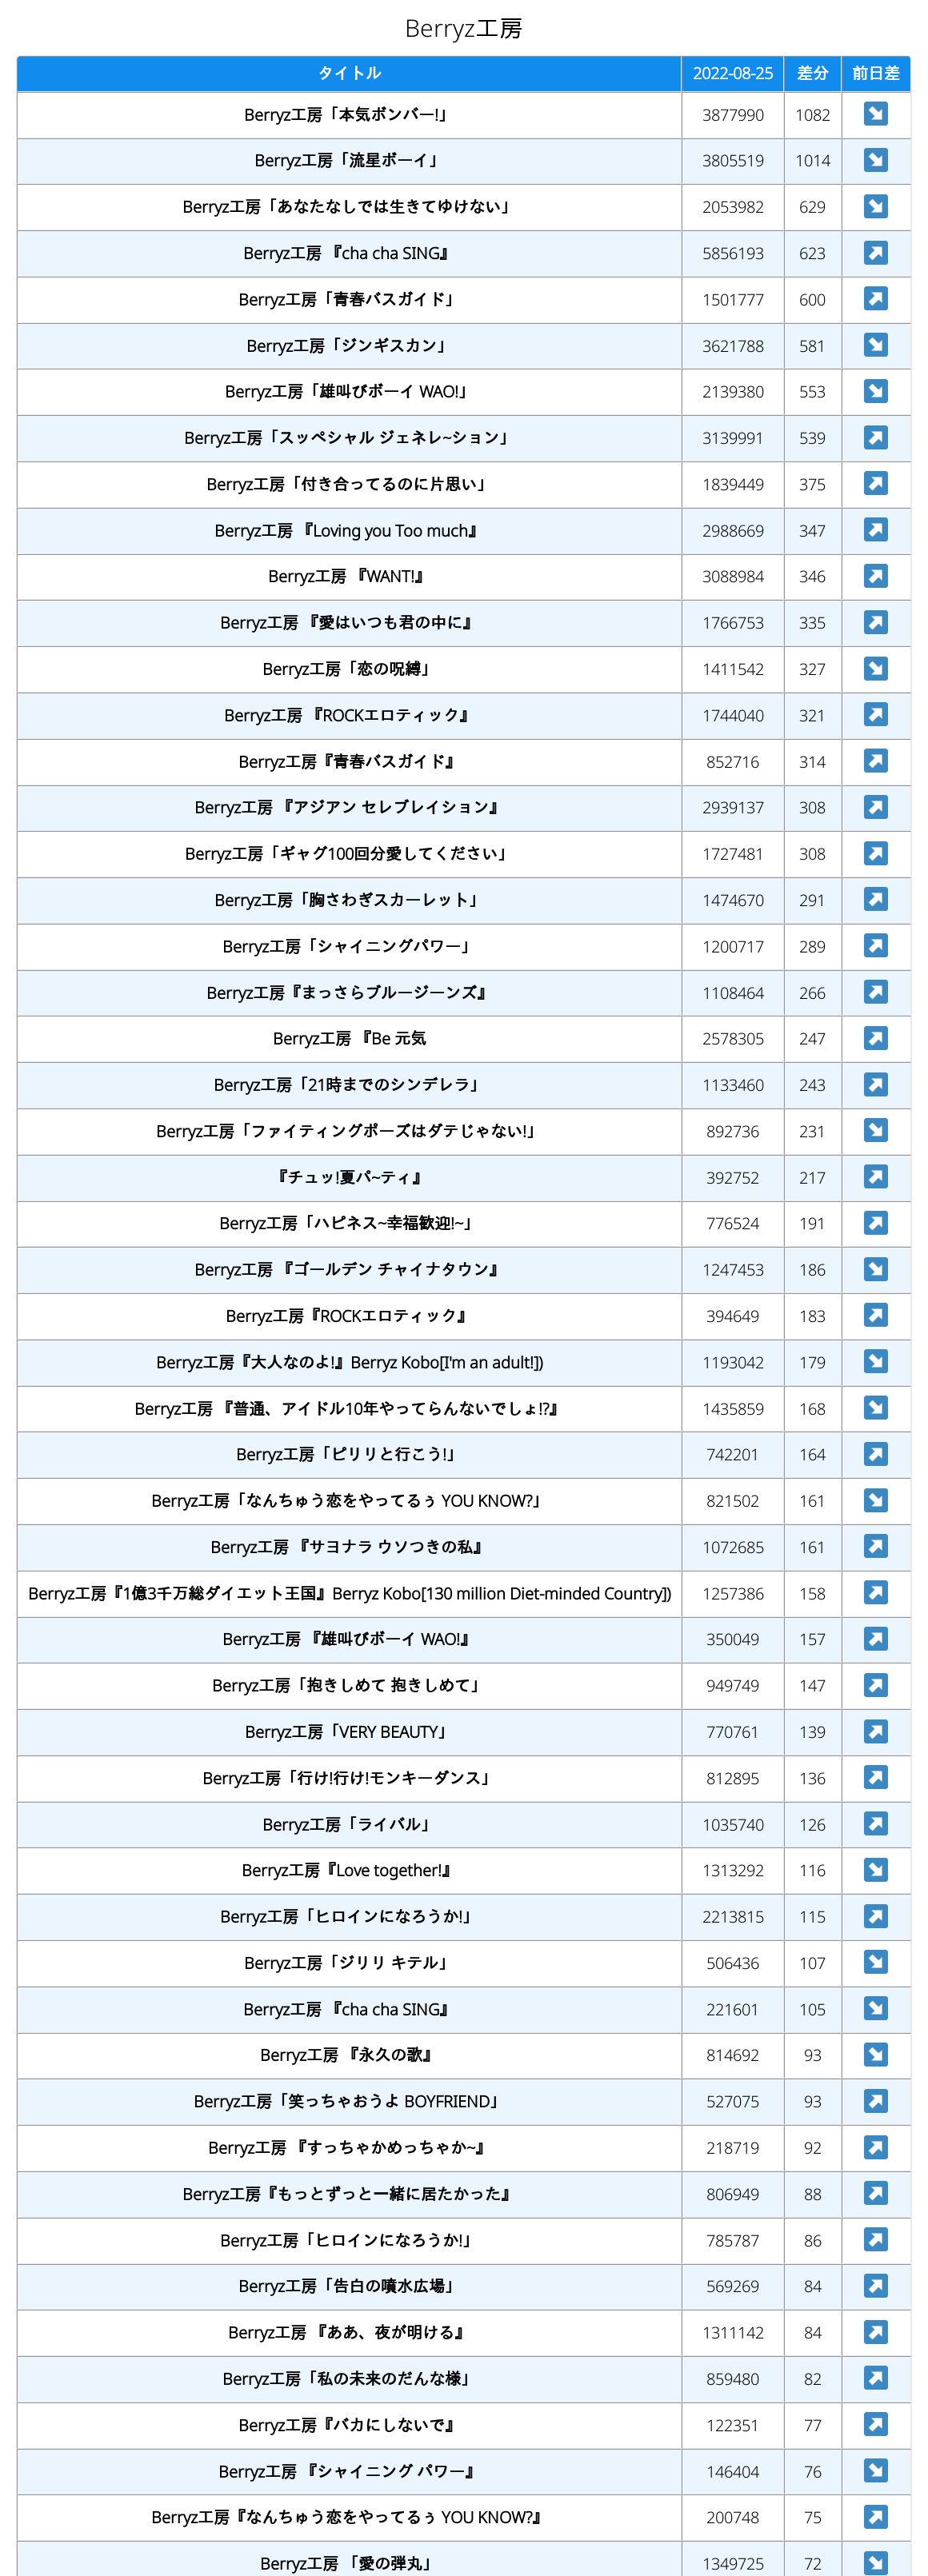 Berryz工房
タイトル 2022-08-25 差分 前日差
Berryz工房「本気ボンバー!」 3877990 1082
Berryz工房「流星ボーイ」 3805519 1014
Berryz工房「あなたなしでは生きてゆけない」 2053982 629
Berryz工房 『cha cha SING』 5856193 623
Berryz工房「青春バスガイド」 1501777 600
Berryz工房「ジンギスカン」 3621788 581
Berryz工房「雄叫びボーイ WAO!」 2139380 553
Berryz工房「スッペシャル ジェネレ~ション」 3139991 539
Berryz工房「付き合ってるのに片思い」 1839449 375
Berryz工房 『Loving you Too much』 2988669 347
Berryz工房 『WANT!』 3088984 346
Berryz工房 『愛はいつも君の中に』 1766753 335
Berryz工房「恋の呪縛」 1411542 327
Berryz工房 『ROCKエロティック』 1744040 321
Berryz工房『青春バスガイド』 852716 314
Berryz工房 『アジアン セレブレイション』 2939137 308
Berryz工房「ギャグ100回分愛してください」 1727481 308
Berryz工房「胸さわぎスカーレット」 1474670 291
Berryz工房「シャイニングパワー」 1200717 289
Berryz工房『まっさらブルージーンズ』 1108464 266
Berryz工房 『Be 元気 2578305 247
Berryz工房「21時までのシンデレラ」 1133460 243
Berryz工房「ファイティングポーズはダテじゃない!」 892736 231
『チュッ!夏パ~ティ』 392752 217
Berryz工房「ハピネス~幸福歓迎!~」 776524 191
Berryz工房 『ゴールデン チャイナタウン』 1247453 186
Berryz工房『ROCKエロティック』 394649 183
Berryz工房『大人なのよ!』Berryz Kobo[I'm an adult!]) 1193042 179
Berryz工房 『普通、アイドル10年やってらんないでしょ!?』 1435859 168
Berryz工房「ピリリと行こう!」 742201 164
Berryz工房「なんちゅう恋をやってるぅ YOU KNOW?」 821502 161
Berryz工房 『サヨナラ ウソつきの私』 1072685 161
Berryz工房『1億3千万総ダイエット王国』Berryz Kobo[130 million Diet-minded Country]) 1257386 158
Berryz工房 『雄叫びボーイ WAO!』 350049 157
Berryz工房「抱きしめて 抱きしめて」 949749 147
Berryz工房「VERY BEAUTY」 770761 139
Berryz工房「行け!行け!モンキーダンス」 812895 136
Berryz工房「ライバル」 1035740 126
Berryz工房『Love together!』 1313292 116
Berryz工房「ヒロインになろうか!」 2213815 115
Berryz工房「ジリリ キテル」 506436 107
Berryz工房 『cha cha SING』 221601 105
Berryz工房 『永久の歌』 814692 93
Berryz工房「笑っちゃおうよ BOYFRIEND」 527075 93
Berryz工房 『すっちゃかめっちゃか~』 218719 92
Berryz工房『もっとずっと一緒に居たかった』 806949 88
Berryz工房「ヒロインになろうか!」 785787 86
Berryz工房「告白の噴水広場」 569269 84
Berryz工房 『ああ、夜が明ける』 1311142 84
Berryz工房「私の未来のだんな様」 859480 82
Berryz工房『バカにしないで』 122351 77
Berryz工房 『シャイニング パワー』 146404 76
Berryz工房『なんちゅう恋をやってるぅ YOU KNOW?』 200748 75
Berryz工房 「愛の弾丸」 1349725 72